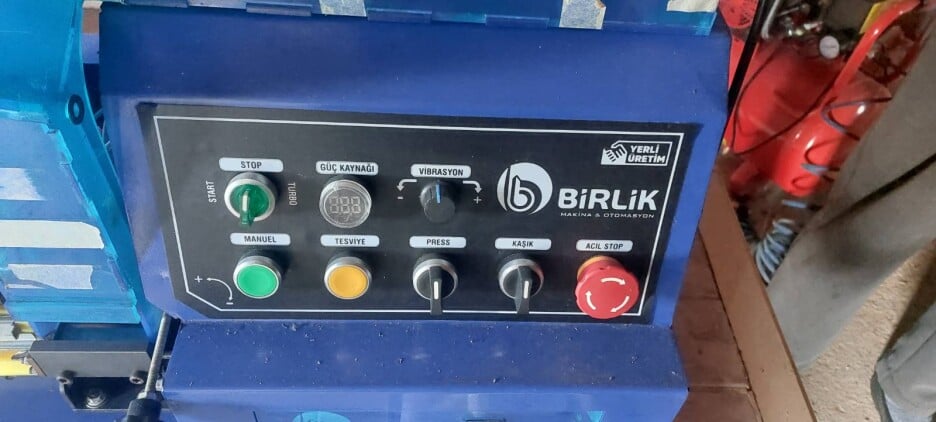 YERLİ
ÜRETİM
STOP
GÜÇ KAYNAĞI
VİBRASYON
START
TURBO
- +
BİRLİK
MAKİNA & OTOMASYON
MANUEL
TESVİYE
PRESS
KAŞIK
ACİL STOP
+
-